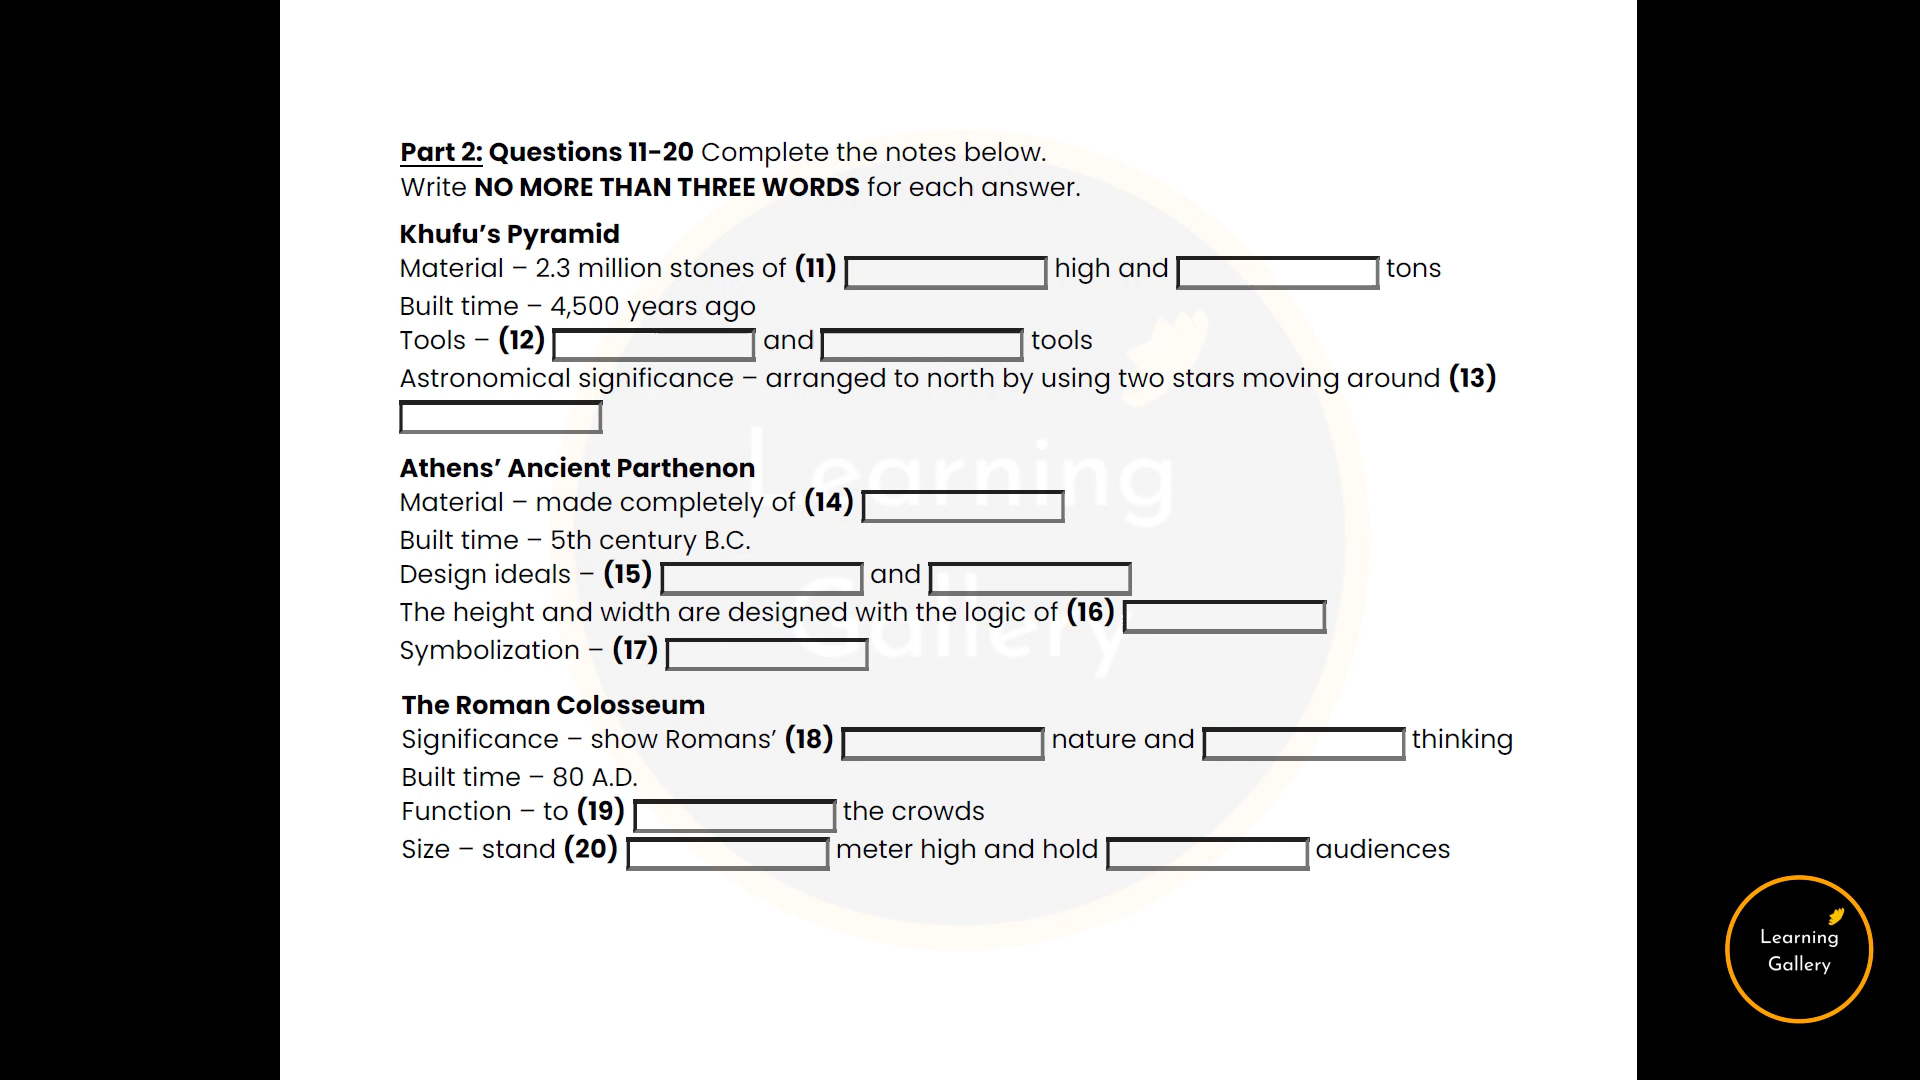 Part 2: Questions 11-20 Complete the notes below.
Write NO MORE THAN THREE WORDS for each answer.
Khufu's Pyramid
Material – 2.3 million stones of (11) high and tons
Built time – 4,500 years ago
Tools – (12) and tools
Astronomical significance – arranged to north by using two stars moving around (13)
Athens' Ancient Parthenon
Material – made completely of (14)
Built time – 5th century B.C.
Design ideals – (15) and
The height and width are designed with the logic of (16)
Symbolization – (17)
The Roman Colosseum
Significance – show Romans' (18) nature and thinking
Built time – 80 A.D.
Function – to (19) the crowds
Size – stand (20) meter high and hold audiences
Learning
Gallery
Learning
Gallery